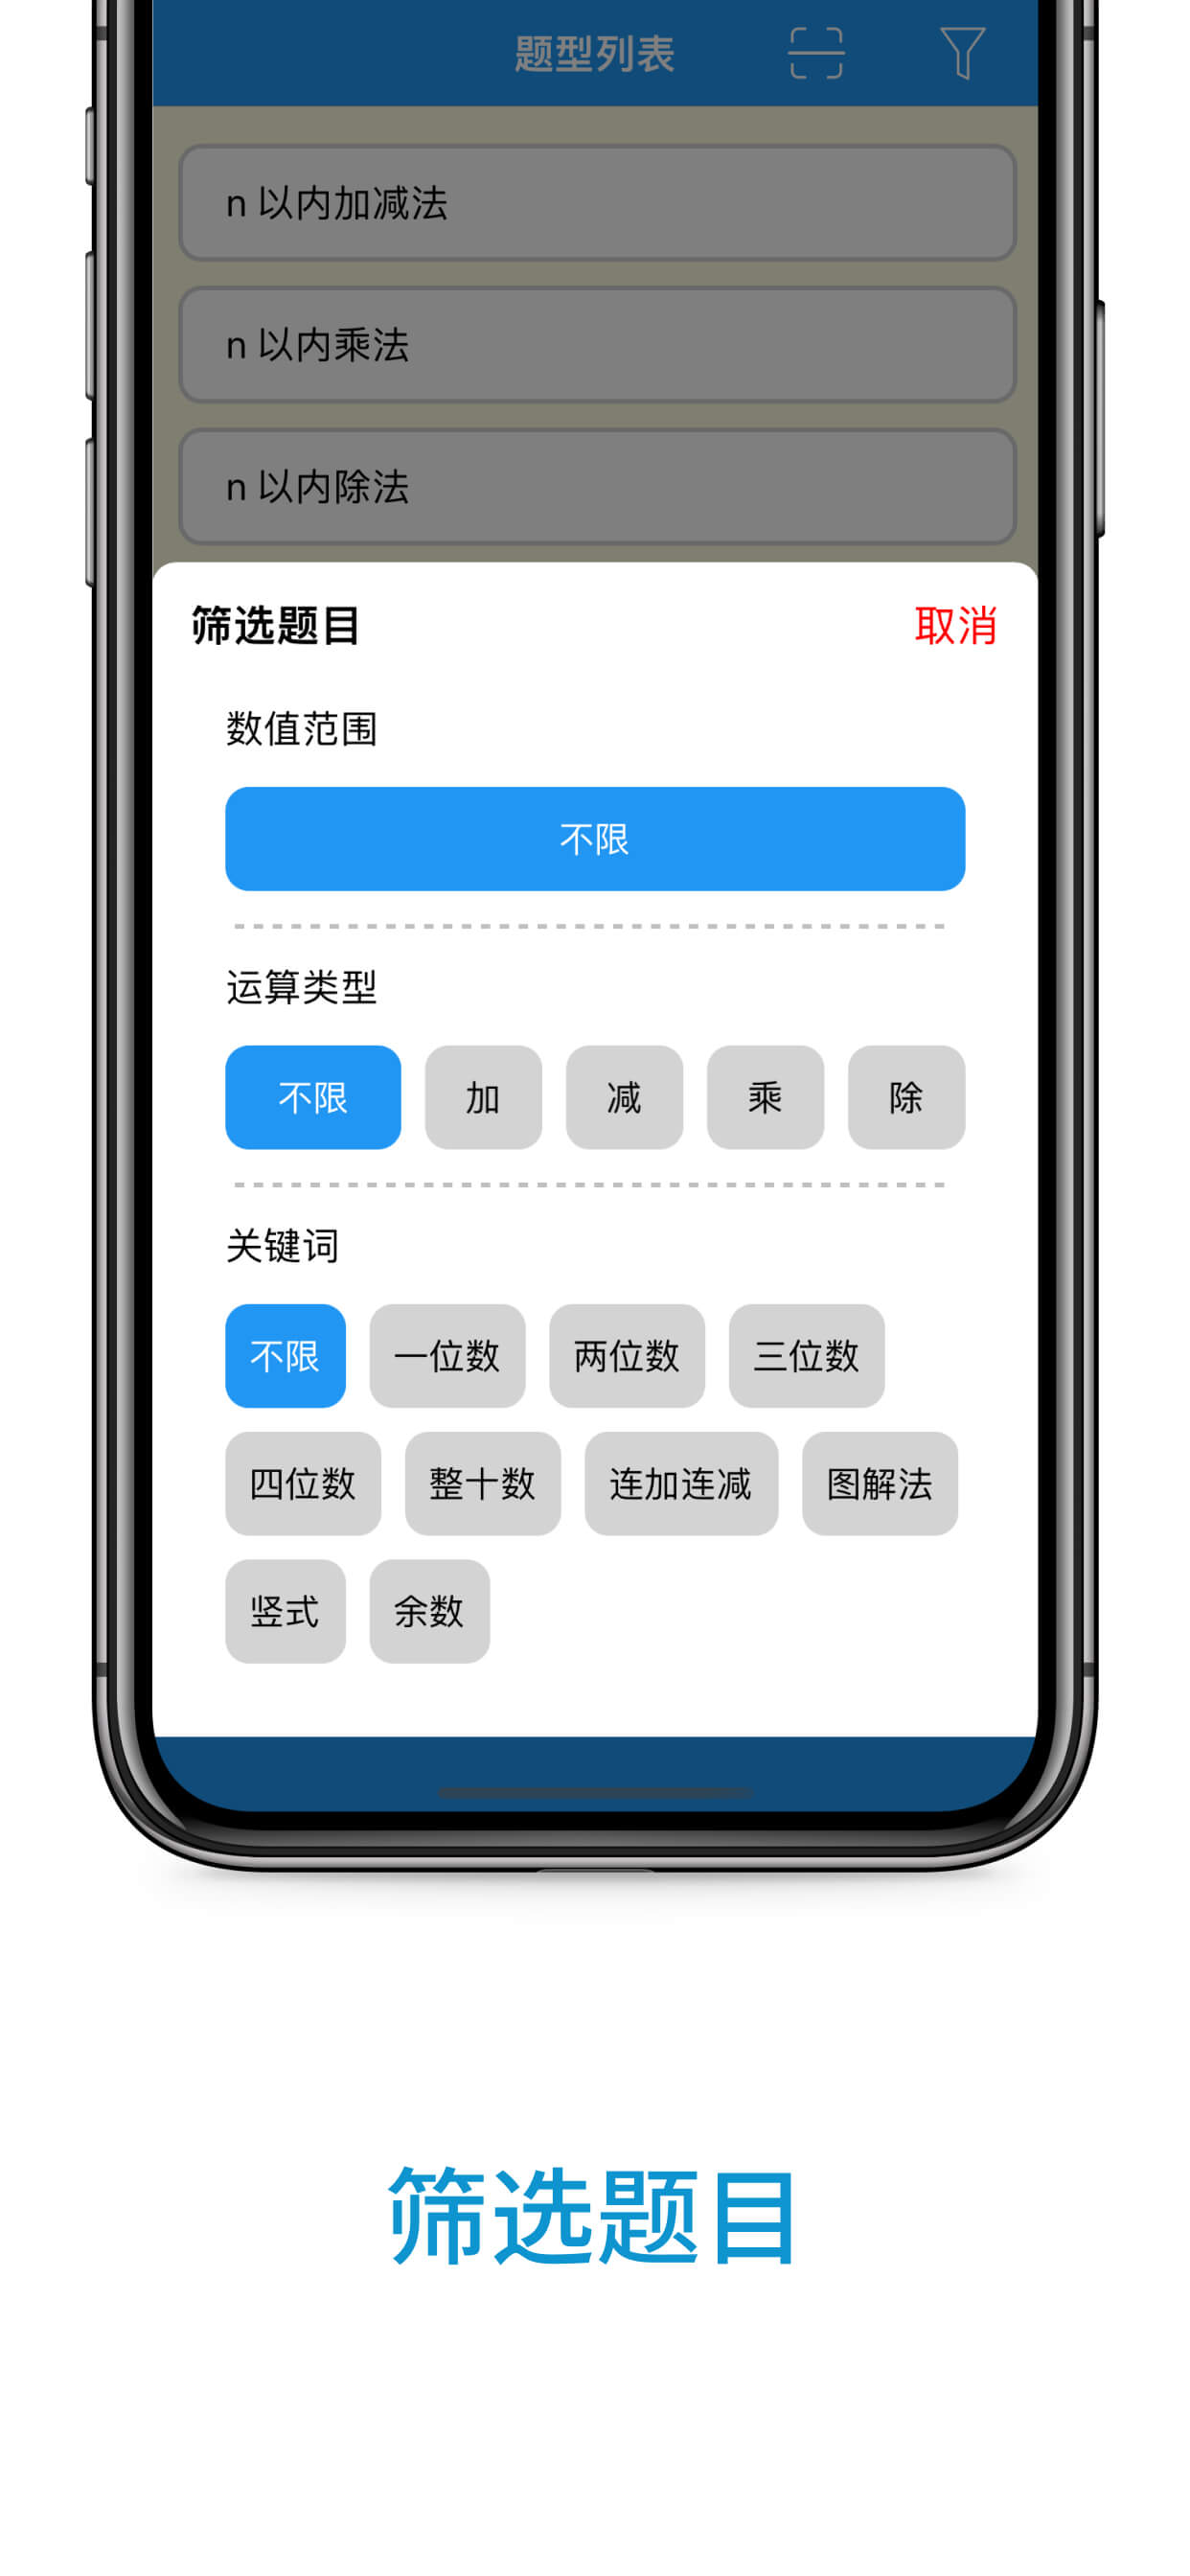 题型列表
n 以内加减法
n 以内乘法
n 以内除法
筛选题目 取消
数值范围
不限
运算类型
不限 加 减 乘 除
关键词
不限 一位数 两位数 三位数
四位数 整十数 连加连减 图解法
竖式 余数
筛选题目